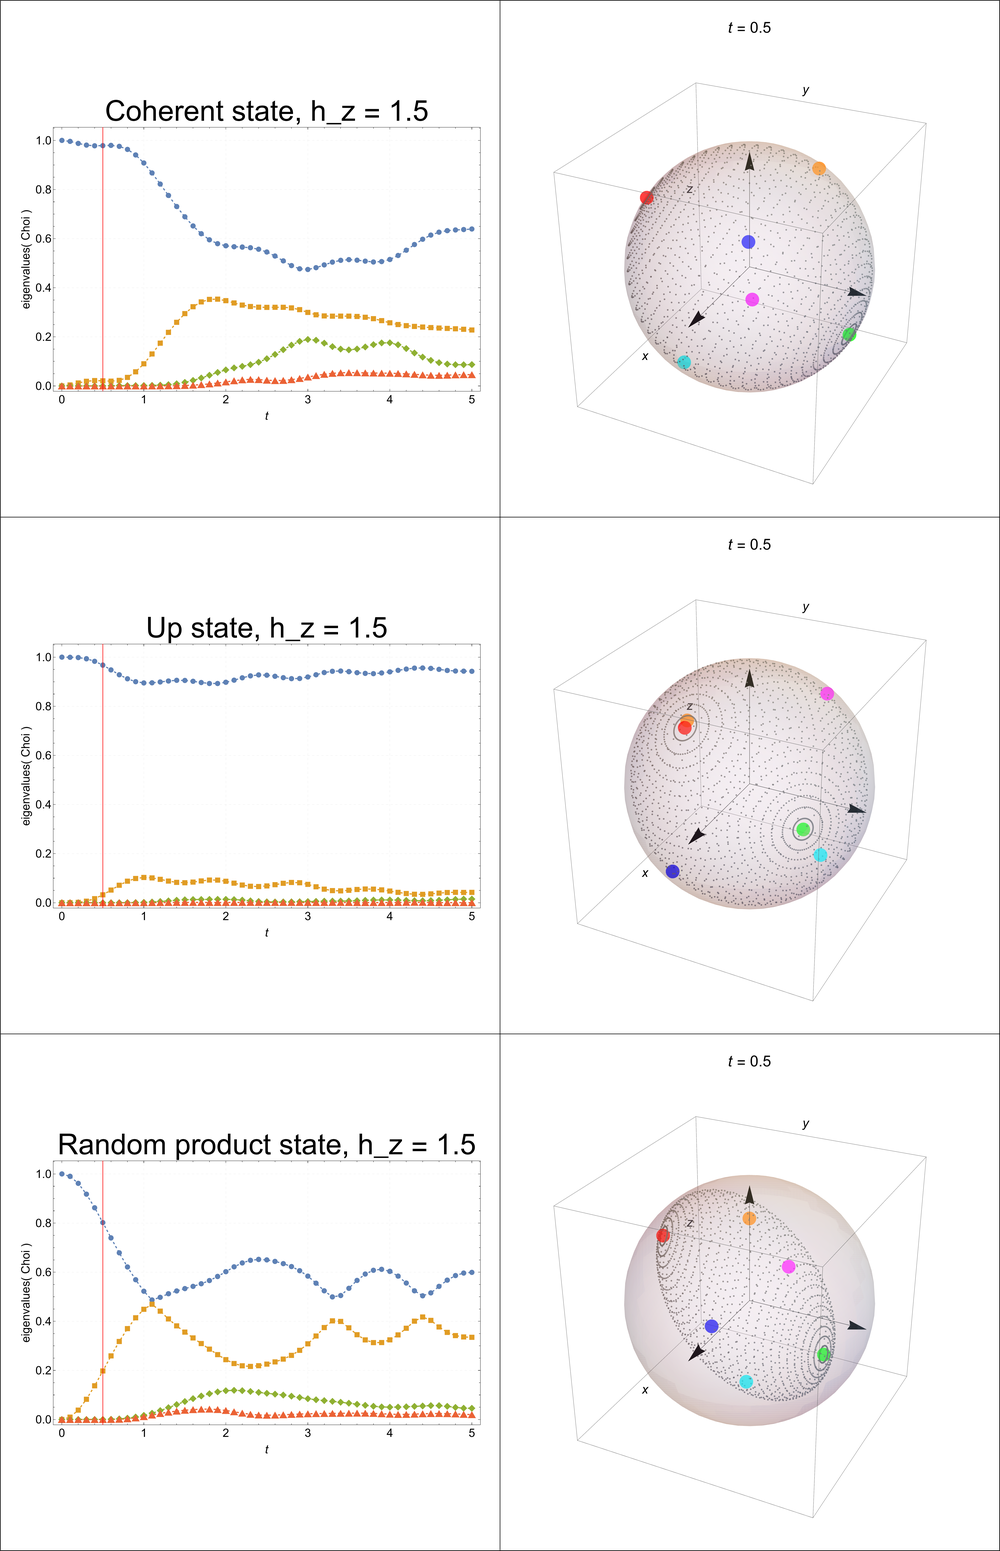 Coherent state, h_z = 1.5
eigenvalues( Choi )
1.0
0.8
0.6
0.4
0.2
0.0
0 1 2 3 4 5
t
t = 0.5
y
z
x
Up state, h_z = 1.5
eigenvalues( Choi )
1.0
0.8
0.6
0.4
0.2
0.0
0 1 2 3 4 5
t
t = 0.5
y
z
x
Random product state, h_z = 1.5
eigenvalues( Choi )
1.0
0.8
0.6
0.4
0.2
0.0
0 1 2 3 4 5
t
t = 0.5
y
z
x